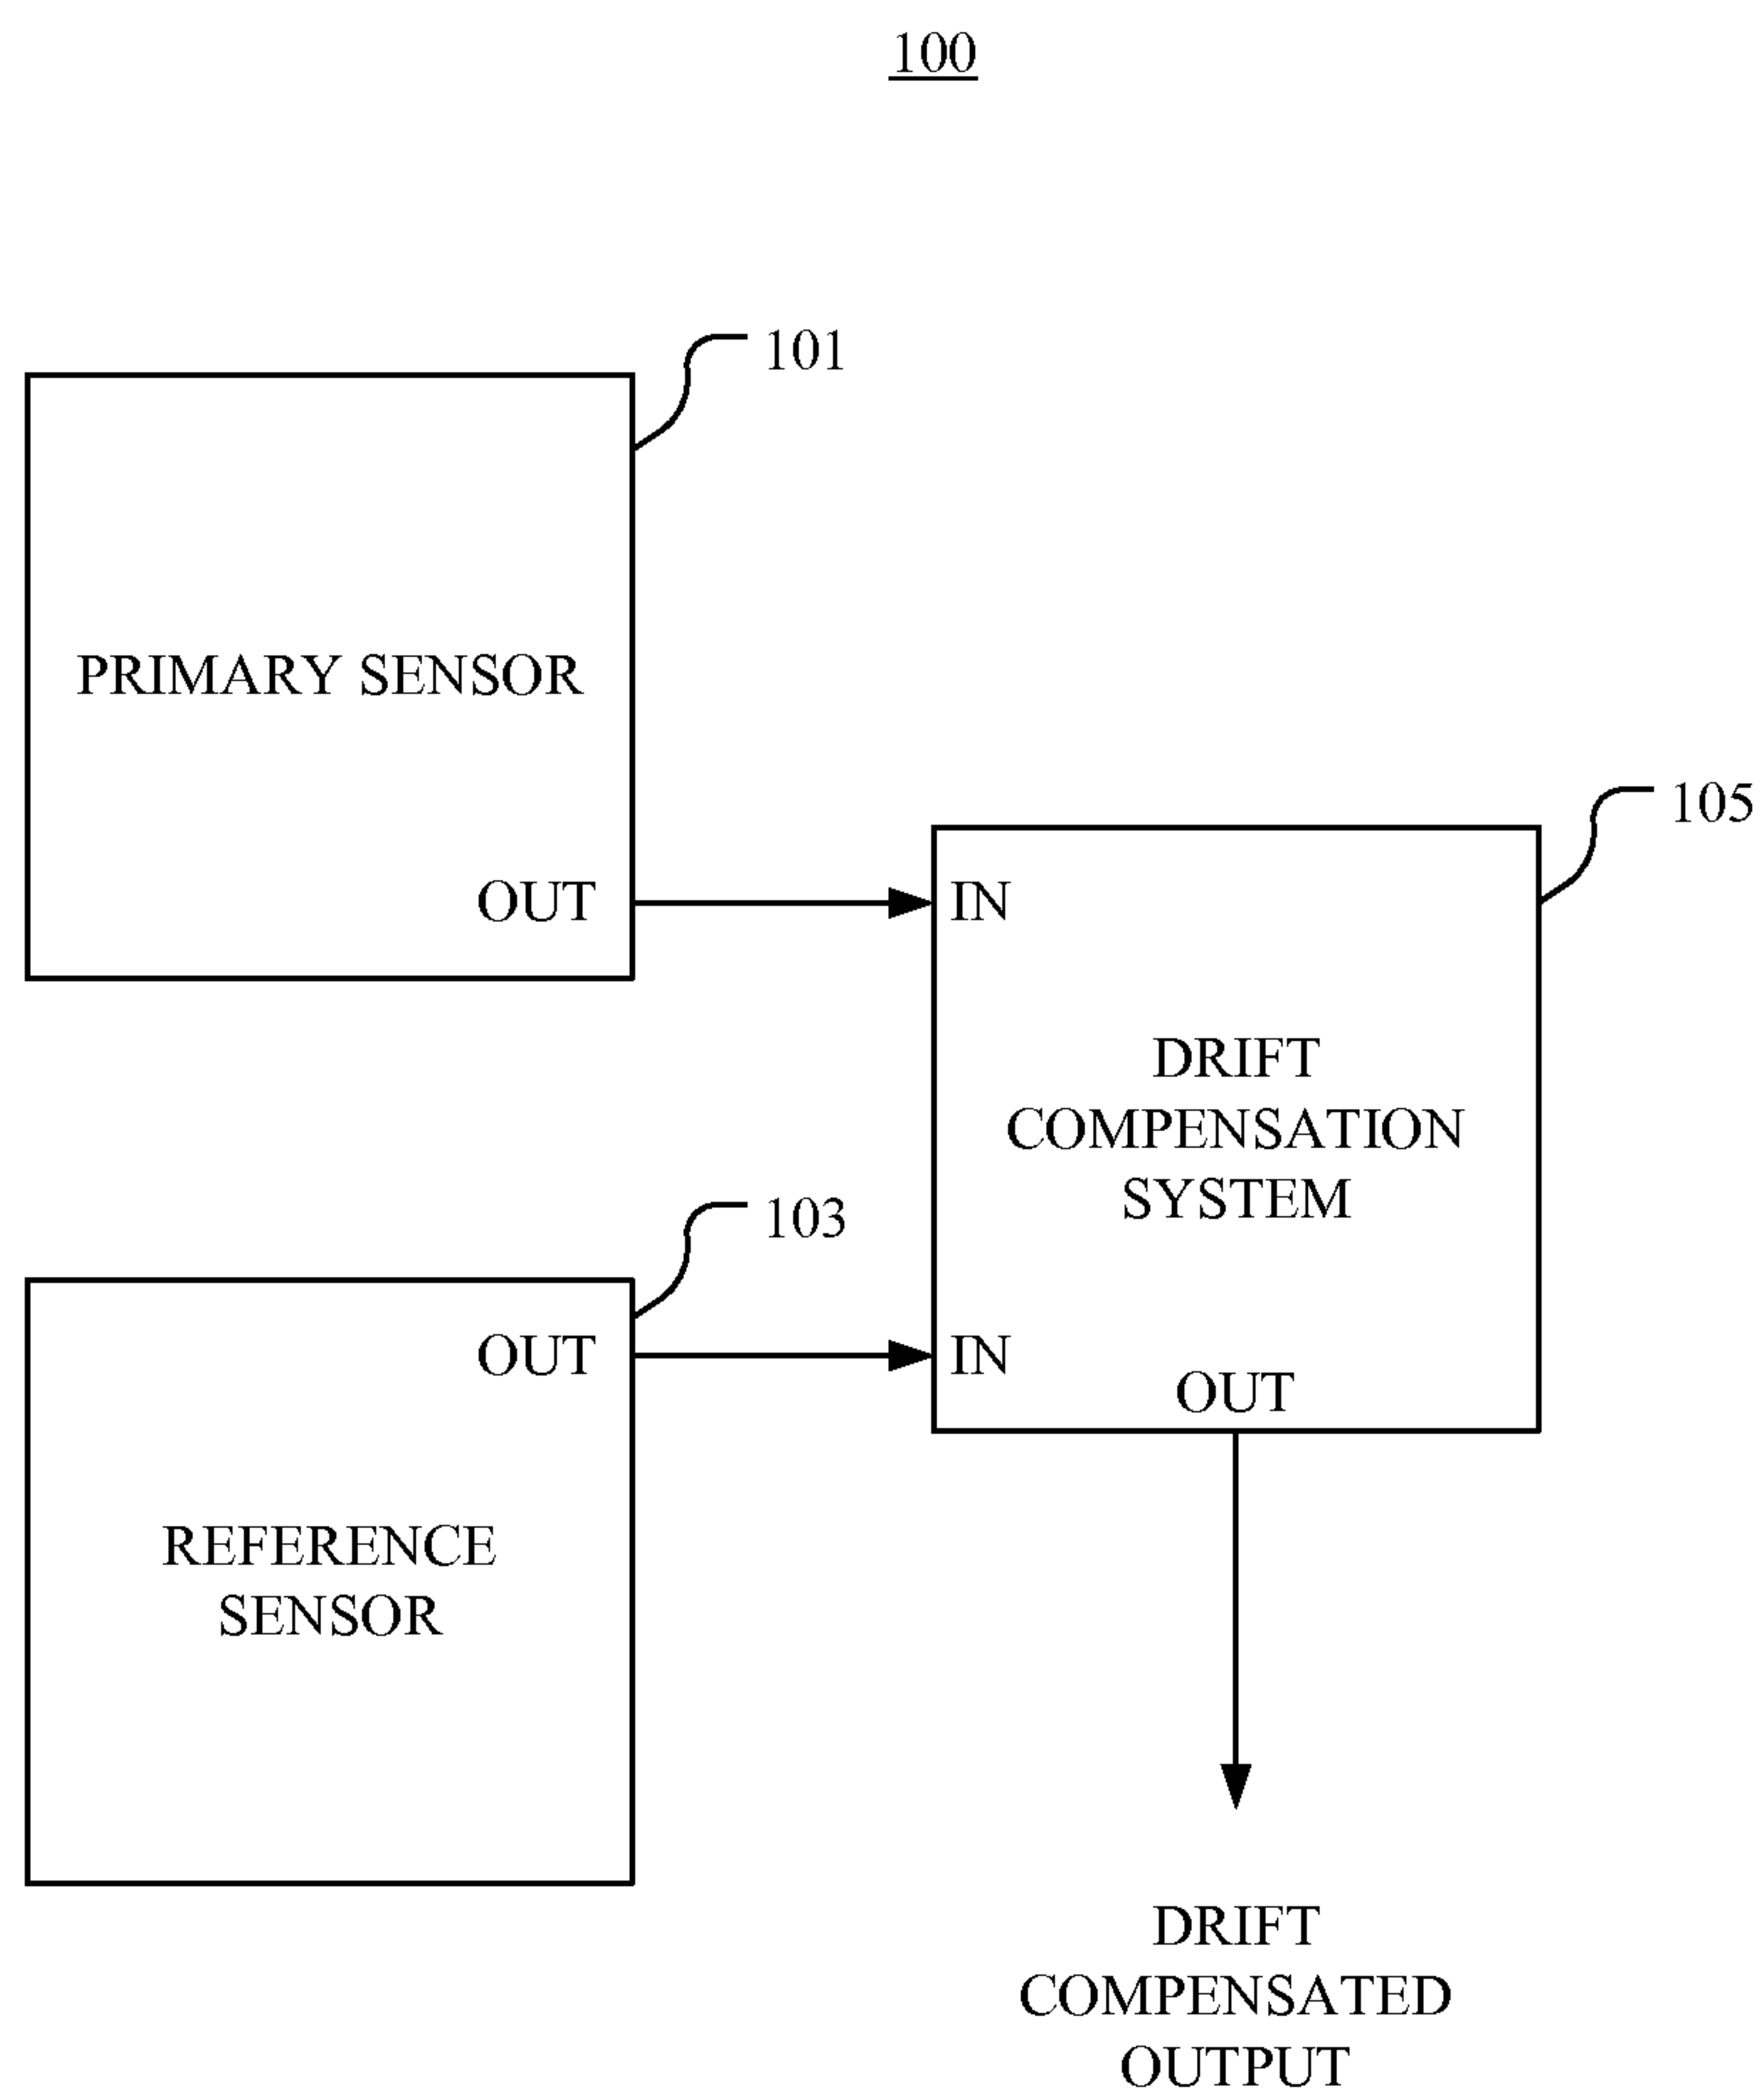 100
101
PRIMARY SENSOR
OUT
105
IN
DRIFT
COMPENSATION
SYSTEM
103
OUT
IN
OUT
REFERENCE
SENSOR
DRIFT
COMPENSATED
OUTPUT